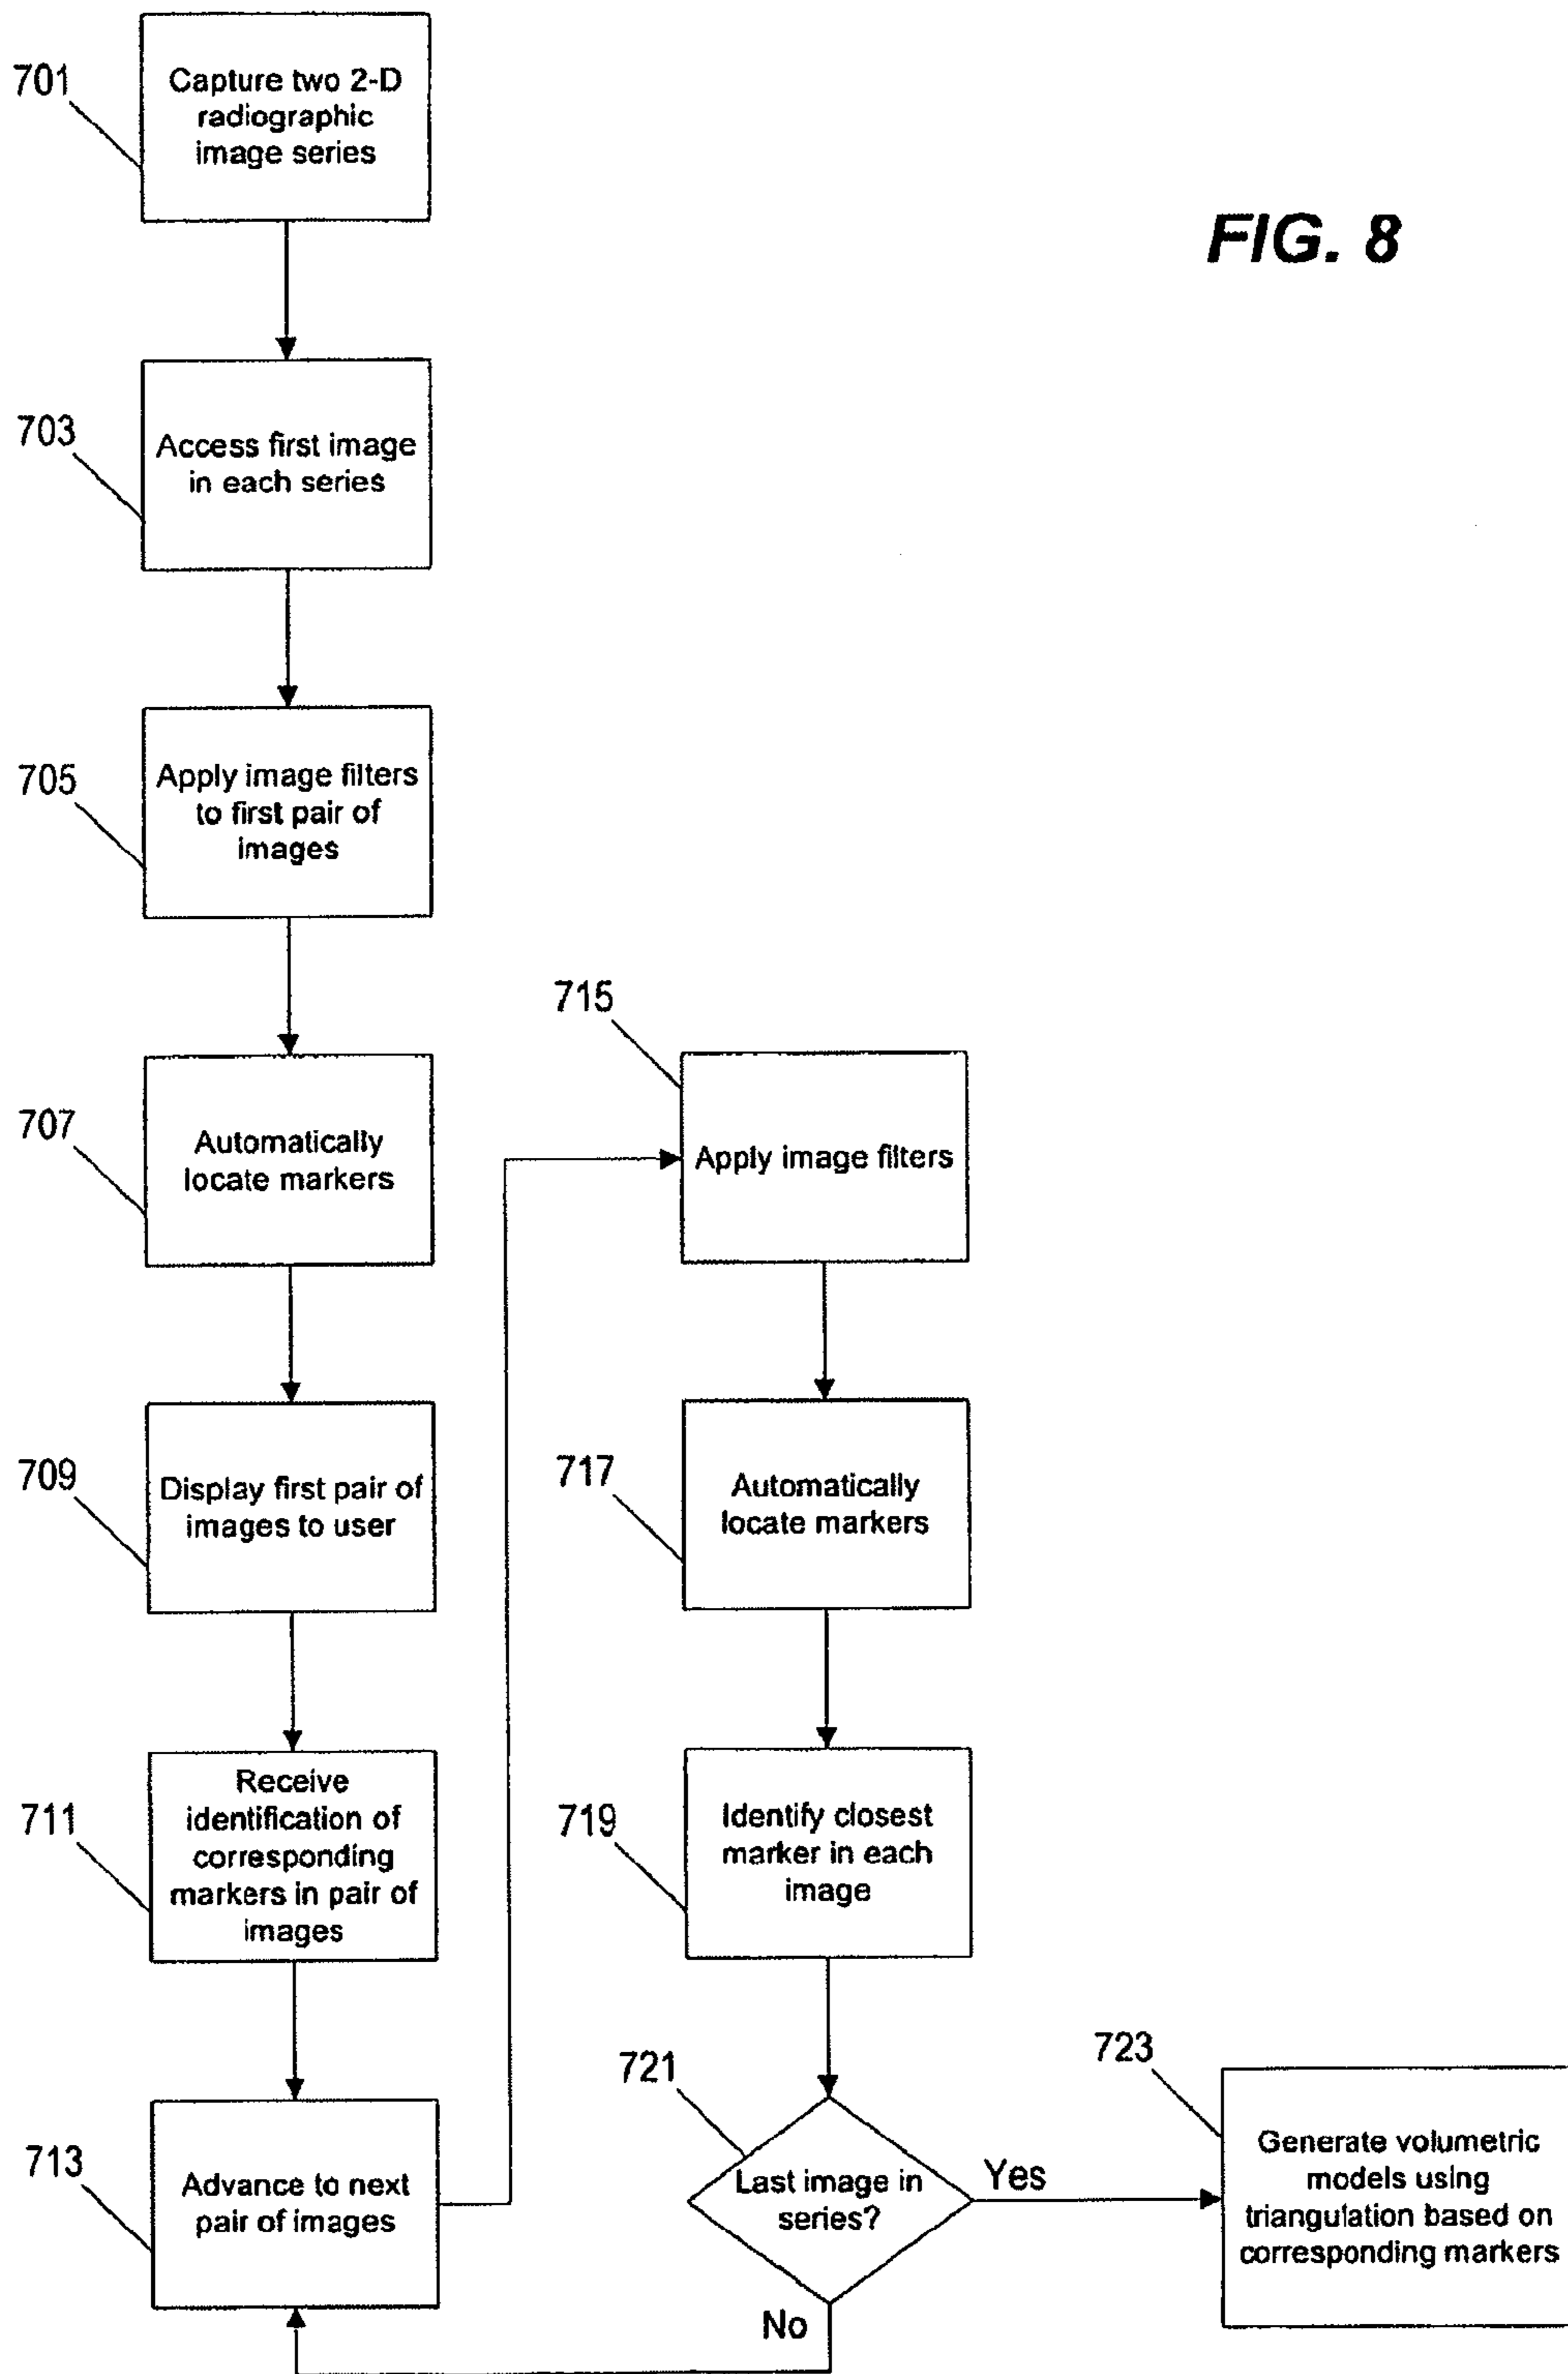 FIG. 8
701
Capture two 2-D
radiographic
image series
703
Access first image
in each series
705
Apply image filters
to first pair of
images
707
Automatically
locate markers
709
Display first pair of
images to user
711
Receive
identification of
corresponding
markers in pair of
images
713
Advance to next
pair of images
715
Apply image filters
717
Automatically
locate markers
719
Identify closest
marker in each
image
721
Last image in
series?
Yes
No
723
Generate volumetric
models using
triangulation based on
corresponding markers